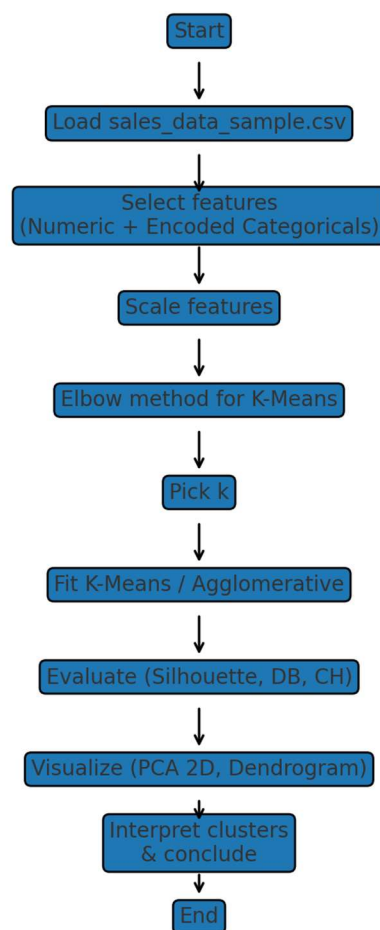 Start
Load sales_data_sample.csv
Select features
(Numeric + Encoded Categoricals)
Scale features
Elbow method for K-Means
Pick k
Fit K-Means / Agglomerative
Evaluate (Silhouette, DB, CH)
Visualize (PCA 2D, Dendrogram)
Interpret clusters
& conclude
End